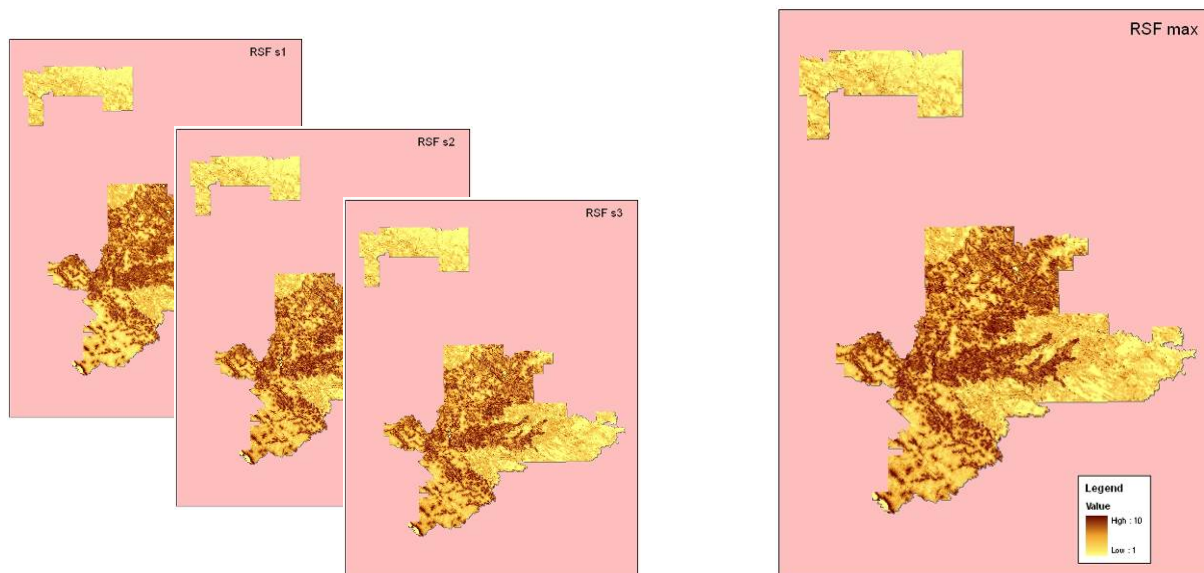 RSF s1
RSF s2
RSF s3
RSF max
Legend
Value
High : 10
Low : 1